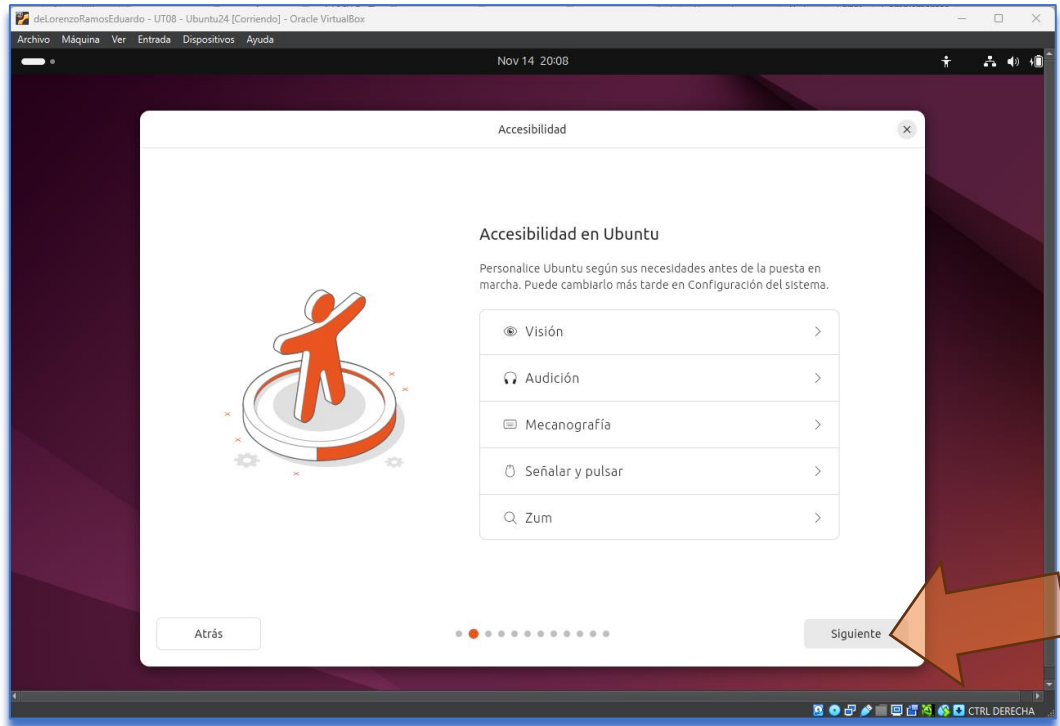 deLorenzoRamosEduardo - UT08 - Ubuntu24 [Corriendo] - Oracle VirtualBox
Archivo Máquina Ver Entrada Dispositivos Ayuda
Nov 14 20:08
Accesibilidad
Accesibilidad en Ubuntu
Personalice Ubuntu según sus necesidades antes de la puesta en
marcha. Puede cambiarlo más tarde en Configuración del sistema.
Visión
Audición
Mecanografía
Señalar y pulsar
Zum
Atrás
Siguiente
CTRL DERECHA